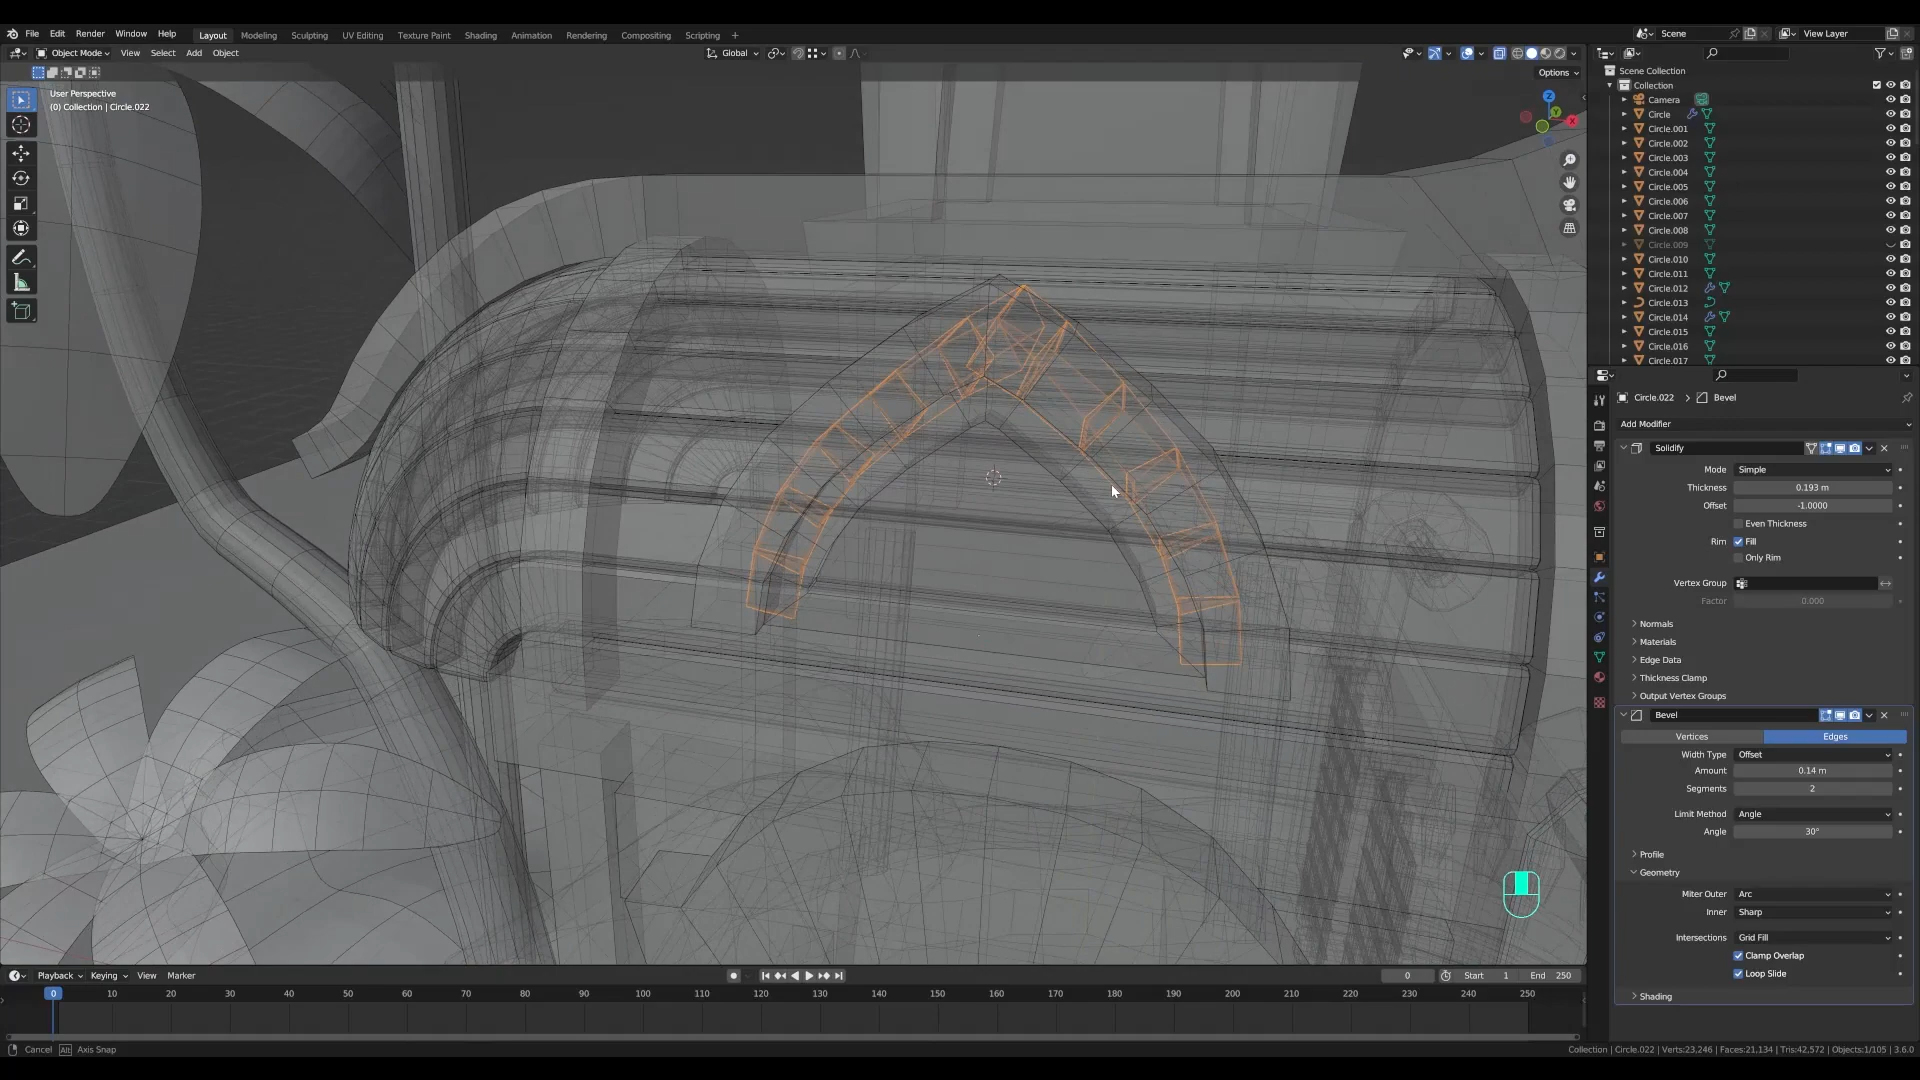 File Edit Render Window Help Layout Modeling Sculpting UV Editing Texture Paint Shading Animation Rendering Compositing Scripting +
Scene View Layer
Object Mode View Select Add Object Global
Options
User Perspective
(0) Collection | Circle.022
Z
Y
X
Scene Collection
Collection
Camera
Circle
Circle.001
Circle.002
Circle.003
Circle.004
Circle.005
Circle.006
Circle.007
Circle.008
Circle.009
Circle.010
Circle.011
Circle.012
Circle.013
Circle.014
Circle.015
Circle.016
Circle.017
Circle.022 > Bevel
Add Modifier
Solidify
Mode Simple
Thickness 0.193 m
Offset -1.0000
Even Thickness
Rim Fill
Only Rim
Vertex Group
Factor 0.000
Normals
Materials
Edge Data
Thickness Clamp
Output Vertex Groups
Bevel
Vertices Edges
Width Type Offset
Amount 0.14 m
Segments 2
Limit Method Angle
Angle 30°
Profile
Geometry
Miter Outer Arc
Inner Sharp
Intersections Grid Fill
Clamp Overlap
Loop Slide
Shading
Playback Keying View Marker
0 Start 1 End 250
0 10 20 30 40 50 60 70 80 90 100 110 120 130 140 150 160 170 180 190 200 210 220 230 240 250
Cancel Alt Axis Snap
Collection | Circle.022 | Verts:23,246 | Faces:21,134 | Tris:42,572 | Objects:1/105 | 3.6.0